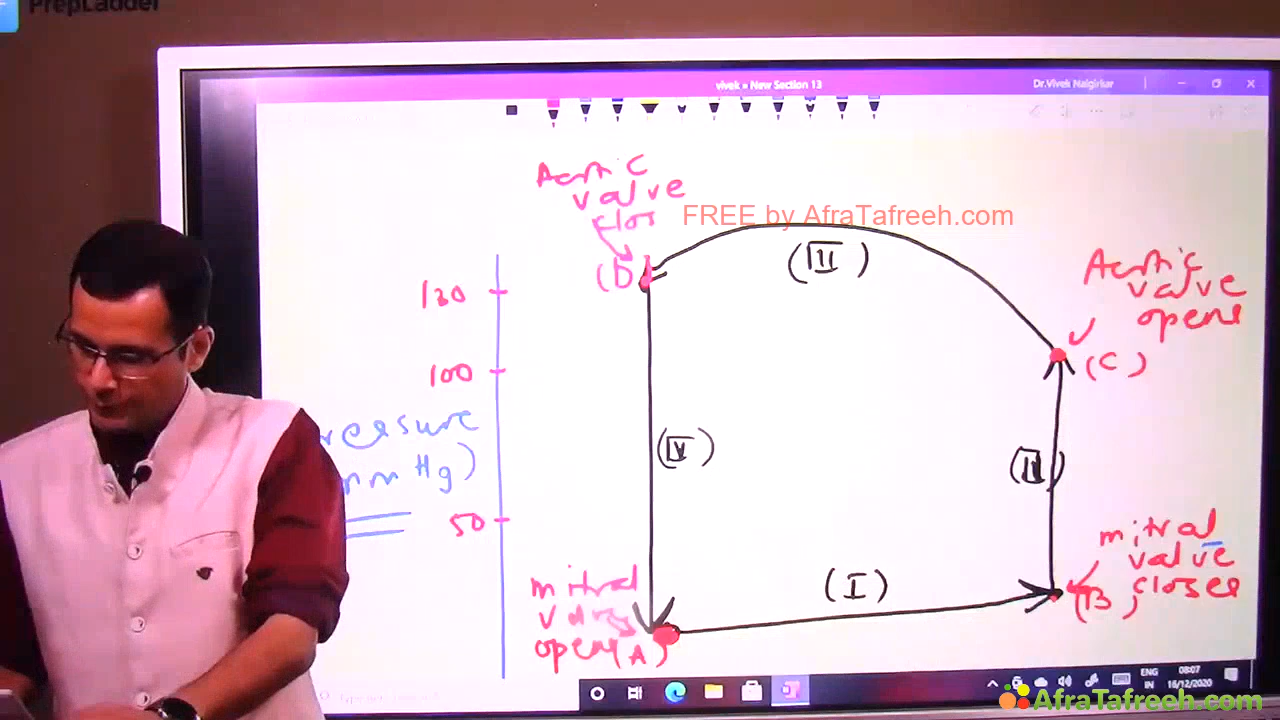 PrepLadder
vivek » New Section 13
Dr.Vivek Nalgirkar
Aortic
valve
clos
FREE by AfraTafreeh.com
(D)
(III)
Aortic
valve
opens
(C)
130
100
Pressure
mm Hg)
50
(IV)
(II)
mitral
valve
closes
(B)
(I)
mitral
valve
opens (A)
ENG
IN
08:07
16/12/2020
AfraTafreeh.com